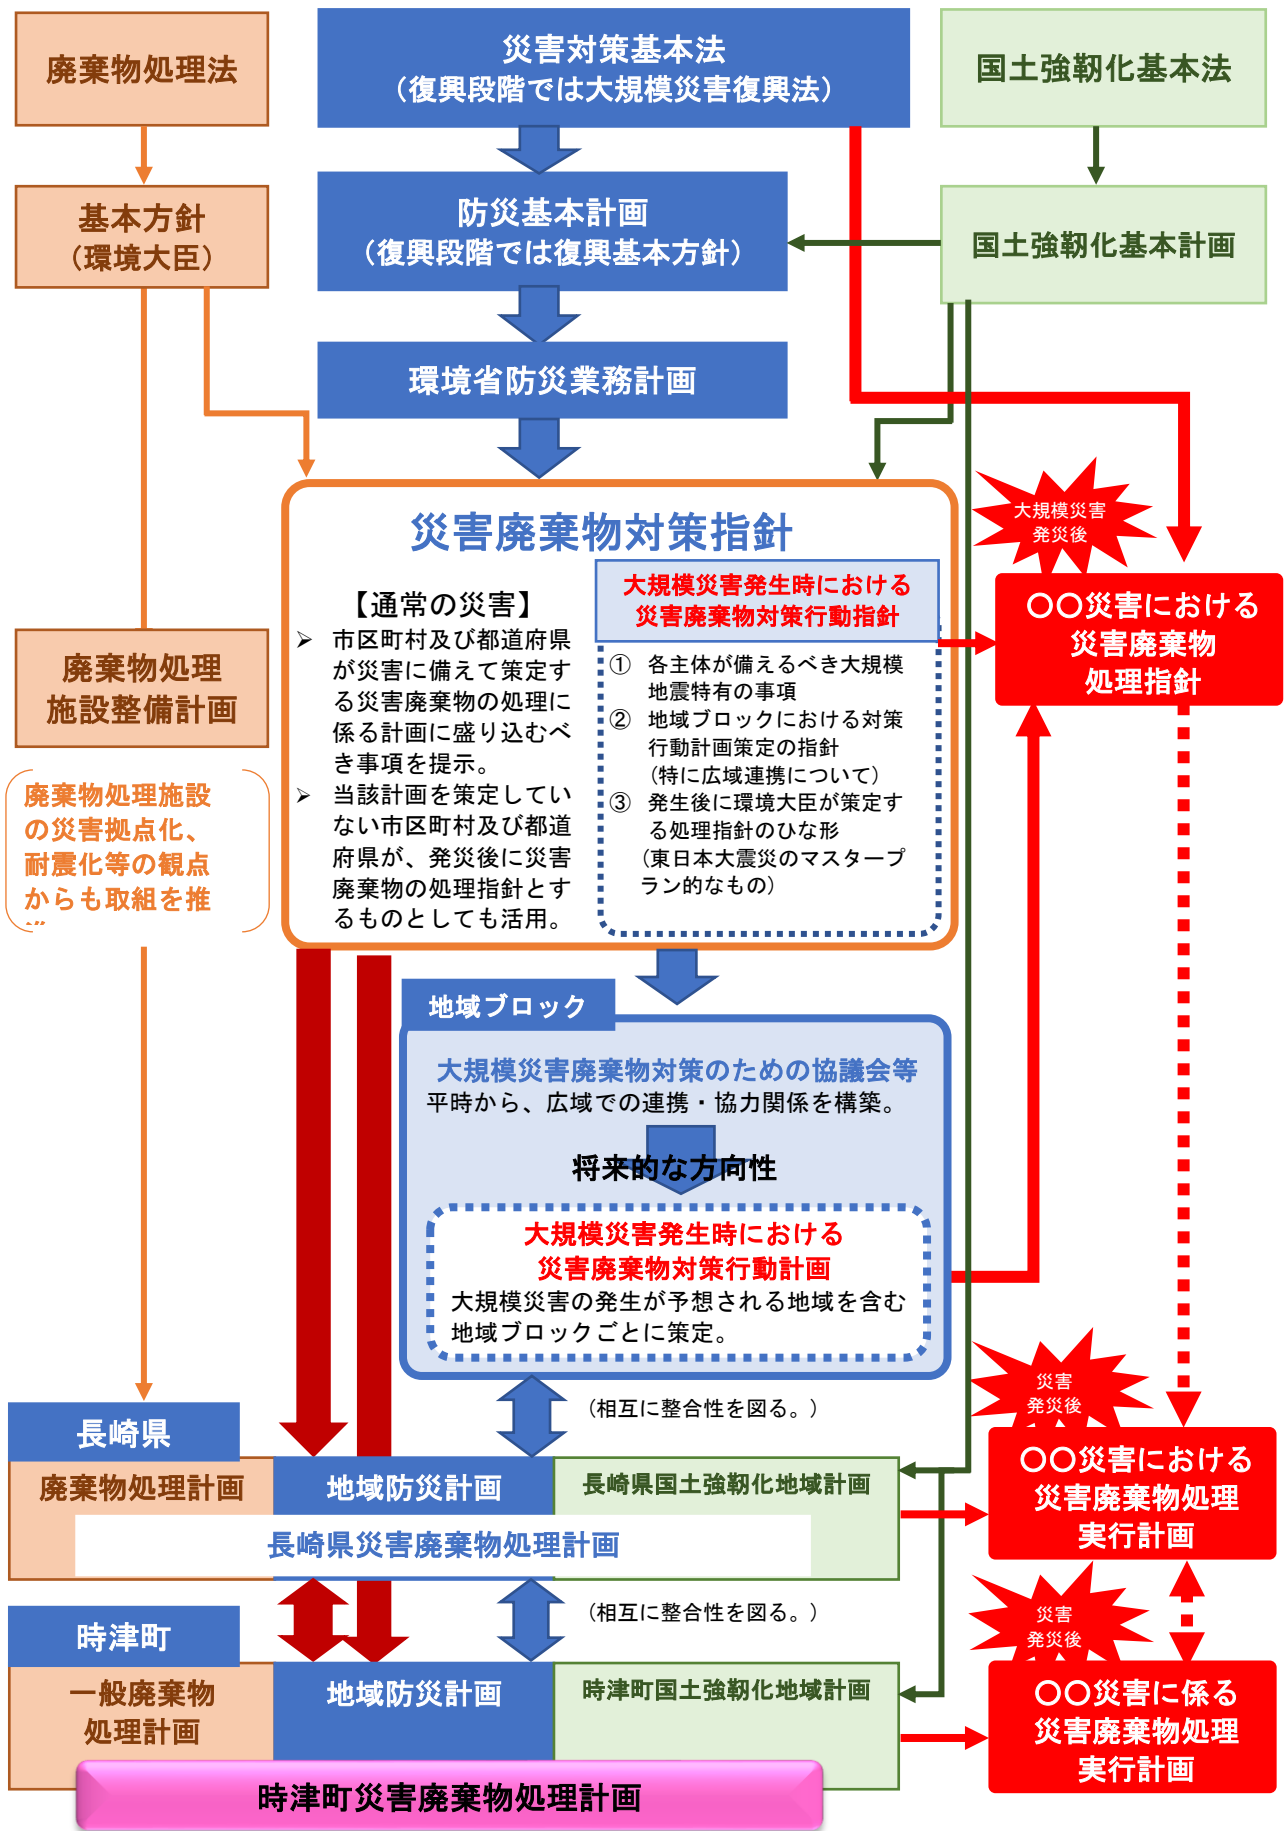 廃棄物処理法
災害対策基本法
（復興段階では大規模災害復興法）
国土強靭化基本法
基本方針
（環境大臣）
防災基本計画
（復興段階では復興基本方針）
国土強靭化基本計画
環境省防災業務計画
災害廃棄物対策指針
【通常の災害】
➢ 市区町村及び都道府県
が災害に備えて策定す
る災害廃棄物の処理に
係る計画に盛り込むべ
き事項を提示。
➢ 当該計画を策定してい
ない市区町村及び都道
府県が、発災後に災害
廃棄物の処理指針とす
るものとしても活用。
大規模災害発生時における
災害廃棄物対策行動指針
① 各主体が備えるべき大規模
地震特有の事項
② 地域ブロックにおける対策
行動計画策定の指針
（特に広域連携について）
③ 発生後に環境大臣が策定す
る処理指針のひな形
（東日本大震災のマスタープ
ラン的なもの）
大規模災害
発災後
〇〇災害における
災害廃棄物
処理指針
廃棄物処理
施設整備計画
廃棄物処理施設
の災害拠点化、
耐震化等の観点
からも取組を推
地域ブロック
大規模災害廃棄物対策のための協議会等
平時から、広域での連携・協力関係を構築。
将来的な方向性
大規模災害発生時における
災害廃棄物対策行動計画
大規模災害の発生が予想される地域を含む
地域ブロックごとに策定。
（相互に整合性を図る。）
災害
発災後
長崎県
廃棄物処理計画
地域防災計画
長崎県国土強靭化地域計画
長崎県災害廃棄物処理計画
〇〇災害における
災害廃棄物処理
実行計画
（相互に整合性を図る。）
災害
発災後
時津町
一般廃棄物
処理計画
地域防災計画
時津町国土強靭化地域計画
時津町災害廃棄物処理計画
〇〇災害に係る
災害廃棄物処理
実行計画